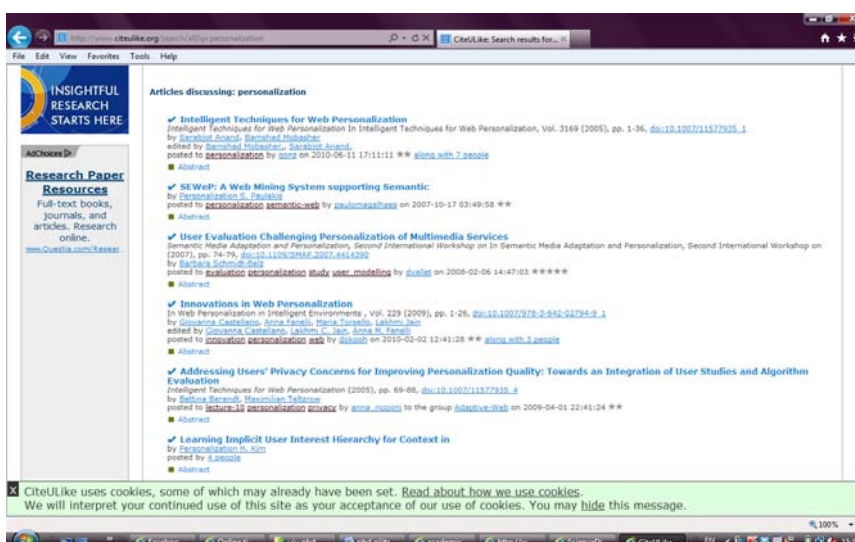 http://www.citeulike.org/search/all?q=personalization
CiteULike: Search results for...
File Edit View Favorites Tools Help
INSIGHTFUL
RESEARCH
STARTS HERE
AdChoices
Research Paper
Resources
Full-text books,
journals, and
articles. Research
online.
www.Questia.com/Resear...
Articles discussing: personalization
Intelligent Techniques for Web Personalization
Intelligent Techniques for Web Personalization In Intelligent Techniques for Web Personalization, Vol. 3169 (2005), pp. 1-36, doi:10.1007/11577935_1
by Sarabjot Anand, Bamshad Mobasher
edited by Bamshad Mobasher,, Sarabjot Anand,
posted to personalization by gonz on 2010-06-11 17:11:11 ★★ along with 7 people
Abstract
SEWeP: A Web Mining System supporting Semantic
by Personalization S. Paulakis
posted to personalization semantic-web by paulomagalhaes on 2007-10-17 03:49:58 ★★
Abstract
User Evaluation Challenging Personalization of Multimedia Services
Semantic Media Adaptation and Personalization, Second International Workshop on In Semantic Media Adaptation and Personalization, Second International Workshop on
(2007), pp. 74-79, doi:10.1109/SMAP.2007.4414390
by Barbara Schmidt-Belz
posted to evaluation personalization study user_modelling by dvallet on 2008-02-06 14:47:03 ★★★★★
Abstract
Innovations in Web Personalization
In Web Personalization in Intelligent Environments , Vol. 229 (2009), pp. 1-26, doi:10.1007/978-3-642-02794-9_1
by Giovanna Castellano, Anna Fanelli, Maria Torsello, Lakhmi Jain
edited by Giovanna Castellano, Lakhmi C. Jain, Anna M. Fanelli
posted to innovation personalization web by dokooh on 2010-02-02 12:41:28 ★★ along with 3 people
Abstract
Addressing Users' Privacy Concerns for Improving Personalization Quality: Towards an Integration of User Studies and Algorithm
Evaluation
Intelligent Techniques for Web Personalization (2005), pp. 69-88, doi:10.1007/11577935_4
by Bettina Berendt, Maximilian Teltzrow
posted to lecture-10 personalization privacy by anna_riccioni to the group Adaptive-Web on 2009-04-01 22:41:24 ★★
Abstract
Learning Implicit User Interest Hierarchy for Context in
by Personalization H. Kim
posted by 4 people
Abstract
X CiteULike uses cookies, some of which may already have been set. Read about how we use cookies.
We will interpret your continued use of this site as your acceptance of our use of cookies. You may hide this message.
100%